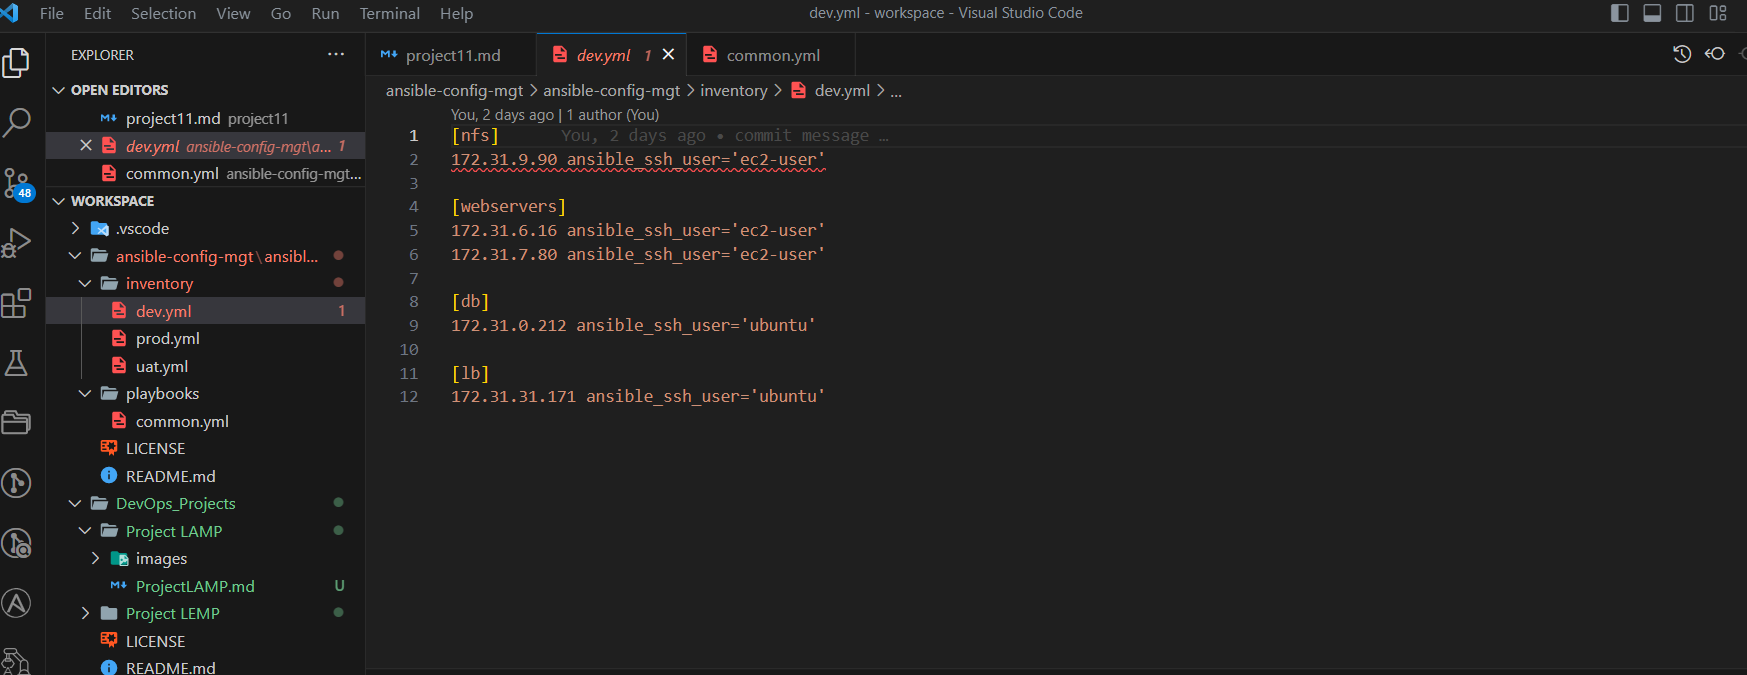 File Edit Selection View Go Run Terminal Help
dev.yml - workspace - Visual Studio Code
EXPLORER ...
project11.md
dev.yml 1
common.yml
OPEN EDITORS
project11.md project11
dev.yml ansible-config-mgt\a... 1
common.yml ansible-config-mgt...
48
WORKSPACE
.vscode
ansible-config-mgt\ansibl...
inventory
dev.yml 1
prod.yml
uat.yml
playbooks
common.yml
LICENSE
README.md
DevOps_Projects
Project LAMP
images
ProjectLAMP.md U
Project LEMP
LICENSE
README.md
ansible-config-mgt > ansible-config-mgt > inventory > dev.yml > ...
You, 2 days ago | 1 author (You)
1 [nfs] You, 2 days ago • commit message …
2 172.31.9.90 ansible_ssh_user='ec2-user'
3
4 [webservers]
5 172.31.6.16 ansible_ssh_user='ec2-user'
6 172.31.7.80 ansible_ssh_user='ec2-user'
7
8 [db]
9 172.31.0.212 ansible_ssh_user='ubuntu'
10
11 [lb]
12 172.31.31.171 ansible_ssh_user='ubuntu'